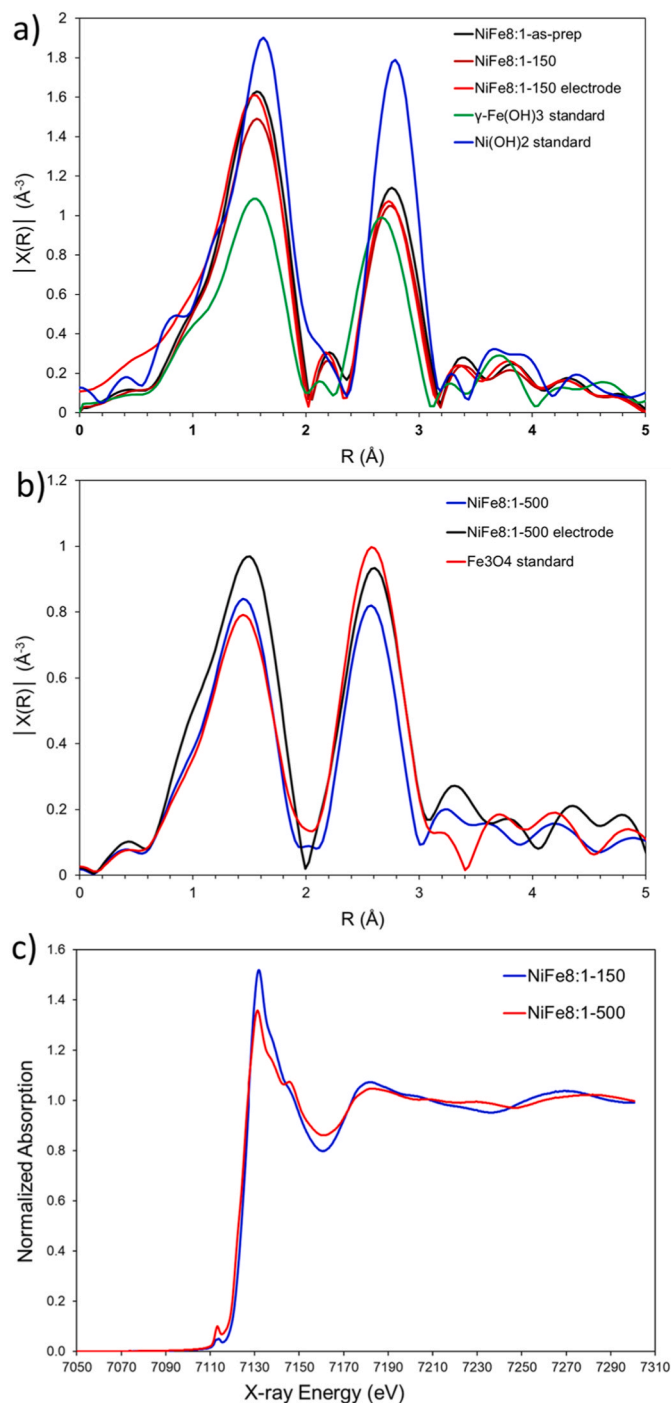 a)
2
1.8
1.6
1.4
1.2
1
0.8
0.6
0.4
0.2
0
|X(R)| (Å⁻³)
NiFe8:1-as-prep
NiFe8:1-150
NiFe8:1-150 electrode
γ-Fe(OH)3 standard
Ni(OH)2 standard
0 1 2 3 4 5
R (Å)
b)
1.2
1
0.8
0.6
0.4
0.2
0
|X(R)| (Å⁻³)
NiFe8:1-500
NiFe8:1-500 electrode
Fe3O4 standard
0 1 2 3 4 5
R (Å)
c)
1.6
1.4
1.2
1.0
0.8
0.6
0.4
0.2
0.0
Normalized Absorption
NiFe8:1-150
NiFe8:1-500
7050 7070 7090 7110 7130 7150 7170 7190 7210 7230 7250 7270 7290 7310
X-ray Energy (eV)